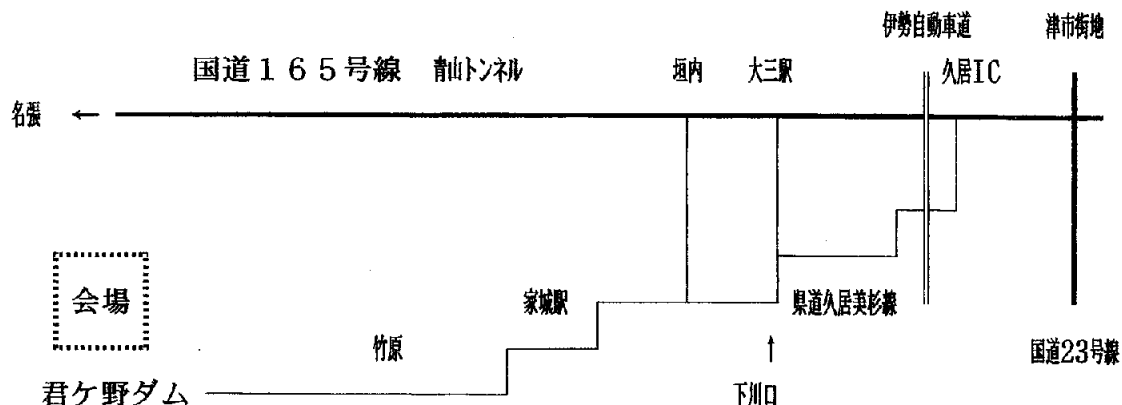 伊勢自動車道 津市街地
国道165号線 青山トンネル 垣内 大三駅 久居IC
名張 ←
会場
家城駅 県道久居美杉線
竹原 ↑ 国道23号線
君ケ野ダム 下川口